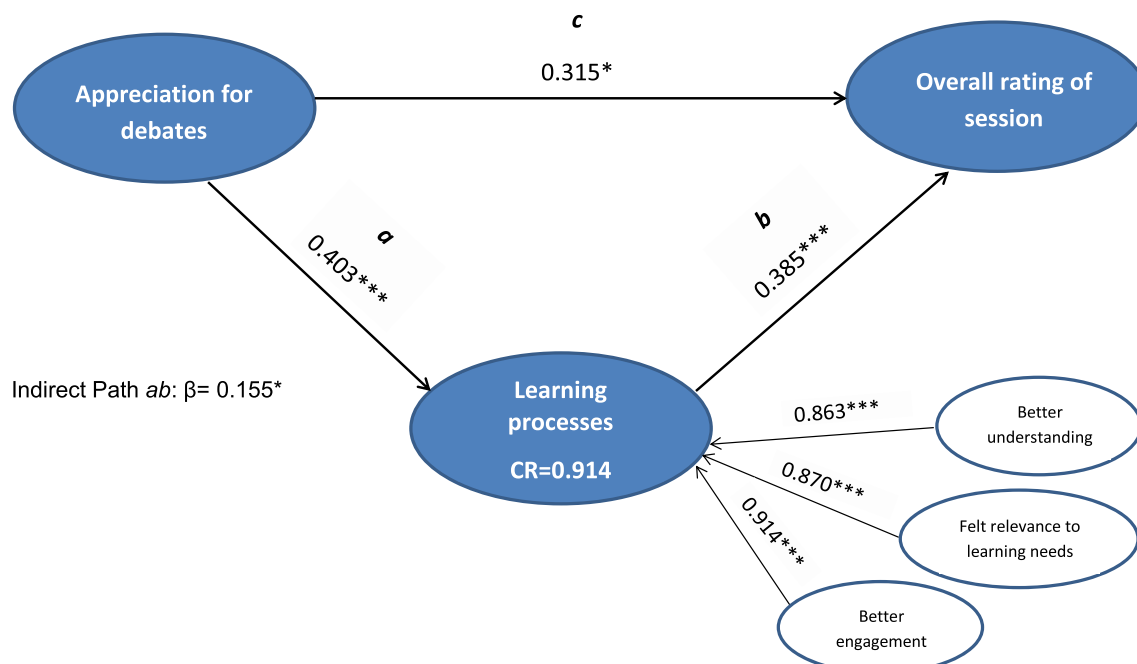 c
0.315*
Appreciation for
debates
Overall rating of
session
a
0.403***
b
0.385***
Indirect Path ab: β= 0.155*
Learning
processes
CR=0.914
0.863***
Better
understanding
0.870***
Felt relevance to
learning needs
0.914***
Better
engagement